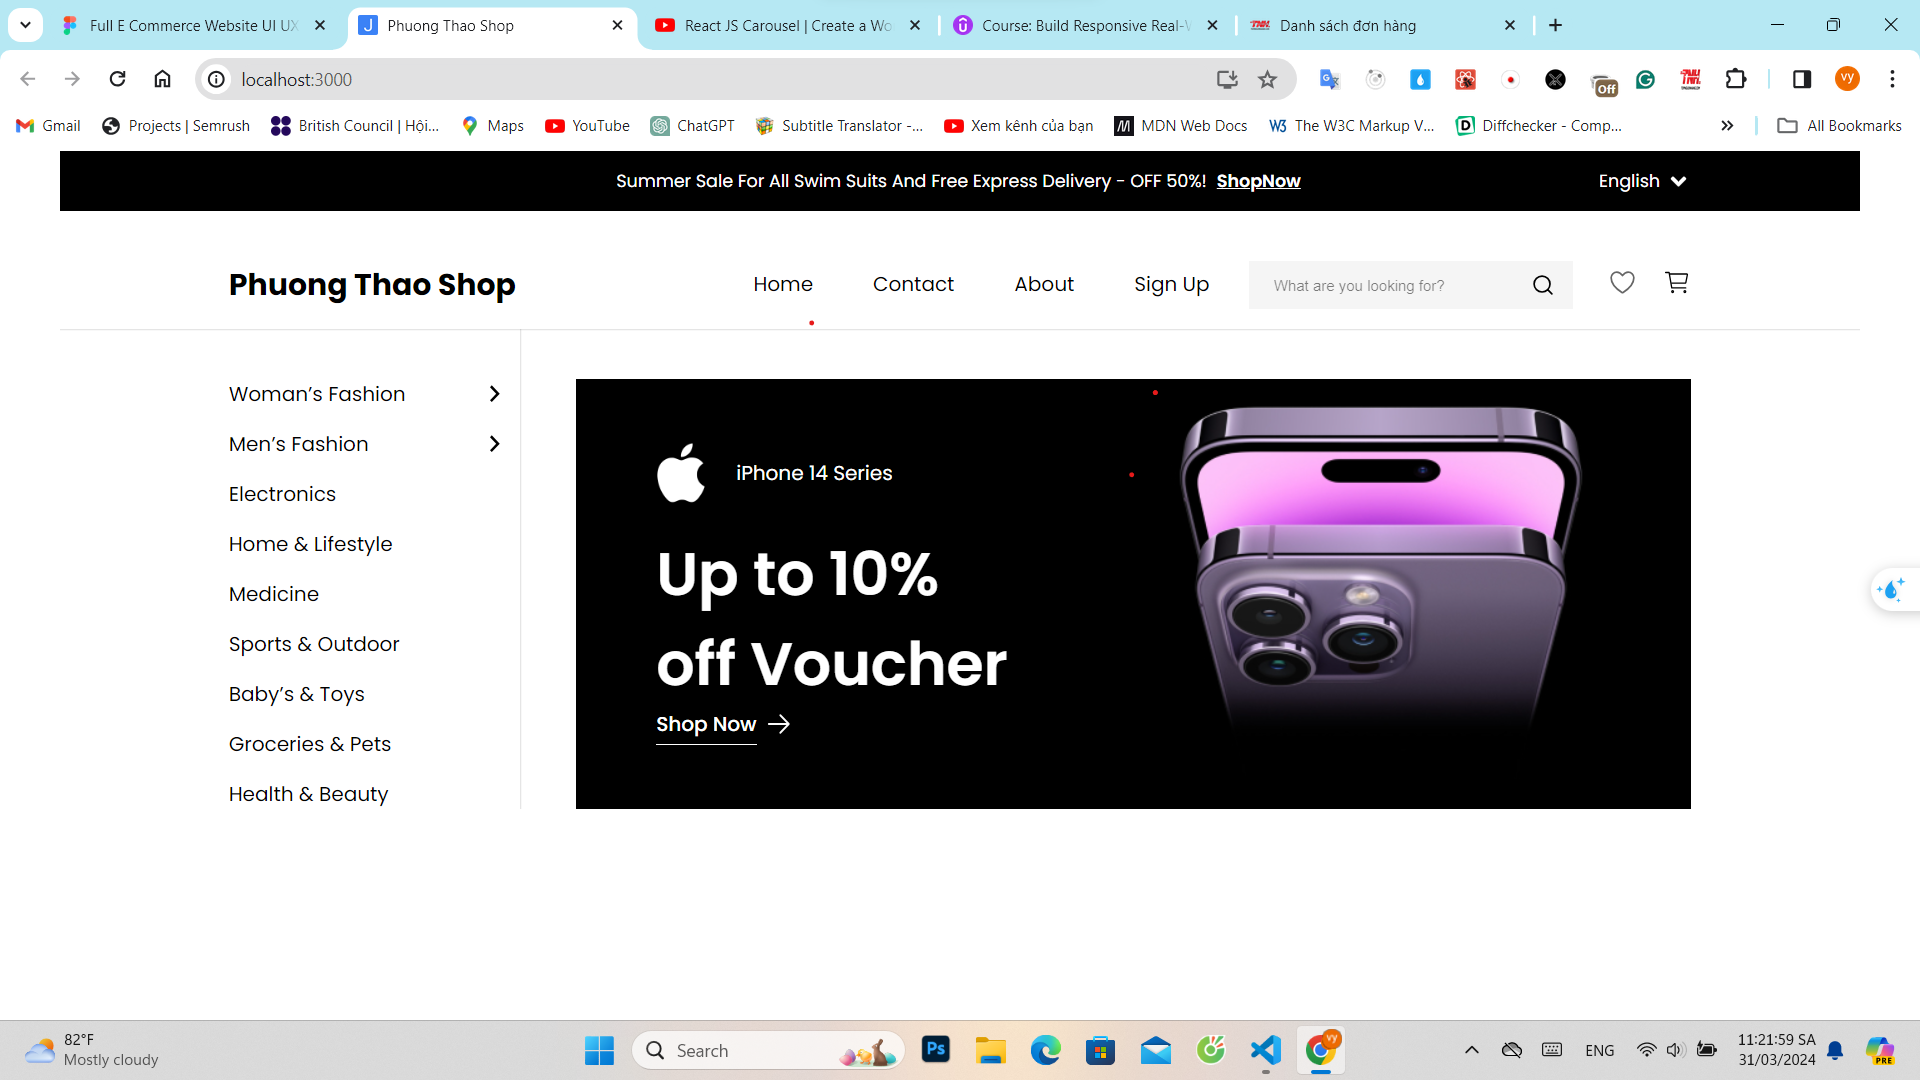 Full E Commerce Website UI UX
Phuong Thao Shop
React JS Carousel | Create a Wo
Course: Build Responsive Real-W
Danh sách đơn hàng
localhost:3000
Off
vy
Gmail
Projects | Semrush
British Council | Hội...
Maps
YouTube
ChatGPT
Subtitle Translator -...
Xem kênh của bạn
MDN Web Docs
The W3C Markup V...
Diffchecker - Comp...
All Bookmarks
Summer Sale For All Swim Suits And Free Express Delivery - OFF 50%! ShopNow
English
Phuong Thao Shop
Home
Contact
About
Sign Up
What are you looking for?
Woman’s Fashion
Men’s Fashion
Electronics
Home & Lifestyle
Medicine
Sports & Outdoor
Baby’s & Toys
Groceries & Pets
Health & Beauty
iPhone 14 Series
Up to 10%
off Voucher
Shop Now
82°F
Mostly cloudy
Search
Ps
vy
ENG
11:21:59 SA
31/03/2024
PRE